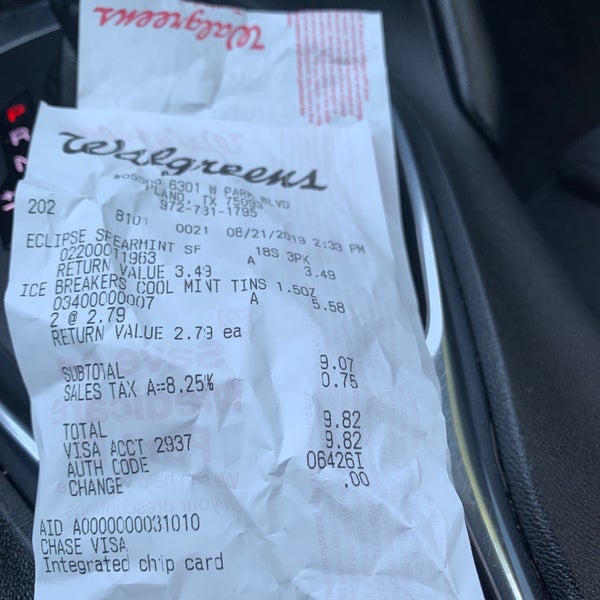 Walgreens
Walgreens
#09563 6301 W PARK BLVD
PLANO, TX 75093
972-731-1795
202 8101 0021 06/21/2019 2:33 PM
ECLIPSE SPEARMINT SF 18S 3PK
02200011963 A 3.49
RETURN VALUE 3.49
ICE BREAKERS COOL MINT TINS 1.5OZ
03400000007 A 5.58
2 @ 2.79
RETURN VALUE 2.79 ea
SUBTOTAL 9.07
SALES TAX A=8.25% 0.75
TOTAL 9.82
VISA ACCT 2937 9.82
AUTH CODE 06426I
CHANGE .00
AID A0000000031010
CHASE VISA
Integrated chip card
P
R
N